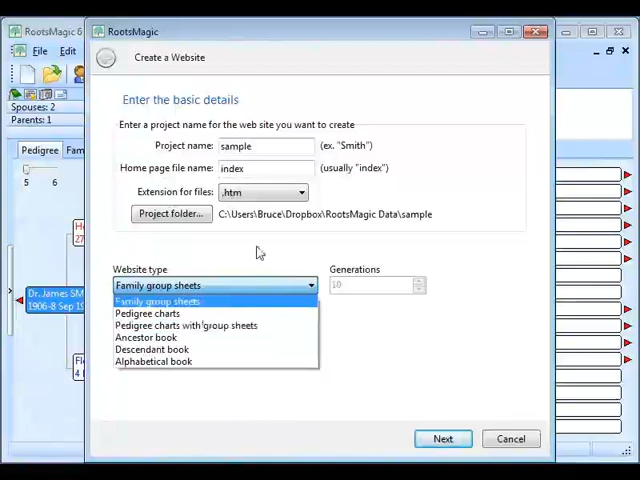 RootsMagic 6
RootsMagic
File Edit
Create a Website
Spouses: 2
Parents: 1
Enter the basic details
Enter a project name for the web site you want to create
Pedigree Fam
Project name: sample (ex. "Smith")
Home page file name: index (usually "index")
5 6
Extension for files: .htm
Project folder... C:\Users\Bruce\Dropbox\RootsMagic Data\sample
Website type Generations
Family group sheets 10
Dr. James SM
1906-8 Sep 19
Family group sheets
Pedigree charts
Pedigree charts with group sheets
Ancestor book
Descendant book
Alphabetical book
Next Cancel